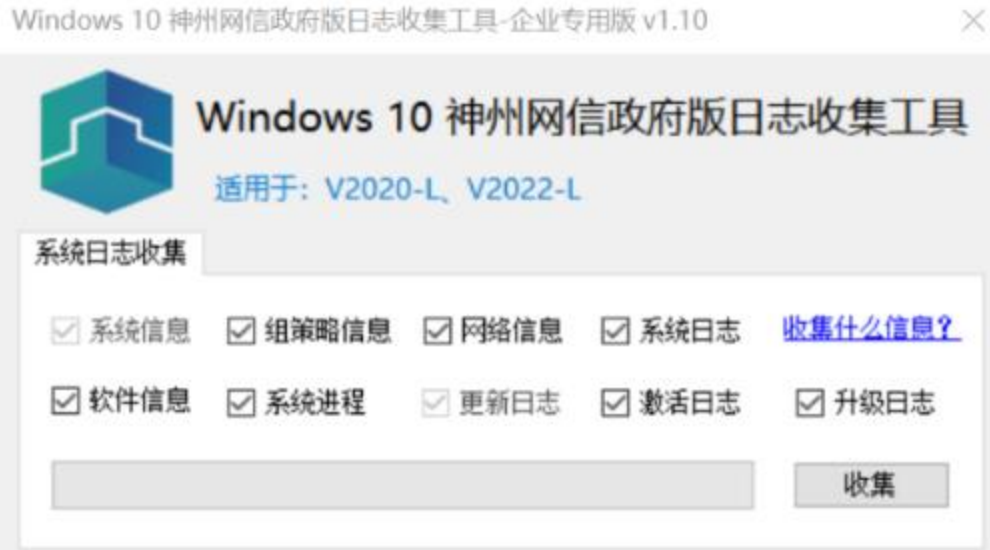 Windows 10 神州网信政府版日志收集工具-企业专用版 v1.10
Windows 10 神州网信政府版日志收集工具
适用于：V2020-L、V2022-L
系统日志收集
系统信息 组策略信息 网络信息 系统日志 收集什么信息？
软件信息 系统进程 更新日志 激活日志 升级日志
收集